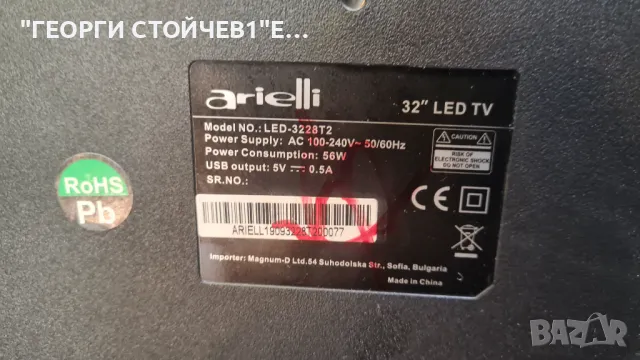 "ГЕОРГИ СТОЙЧЕВ1"Е...
arielli
32" LED TV
Model NO.: LED-3228T2
Power Supply: AC 100-240V~ 50/60Hz
Power Consumption: 56W
USB output: 5V ⎓ 0.5A
SR.NO.:
CAUTION
RISK OF
ELECTRONIC SHOCK
DO NOT OPEN
RoHS
Pb
CE
ARIELL19093228T200077
Importer: Magnum-D Ltd.54 Suhodolska Str., Sofia, Bulgaria
Made in China
BAZAR